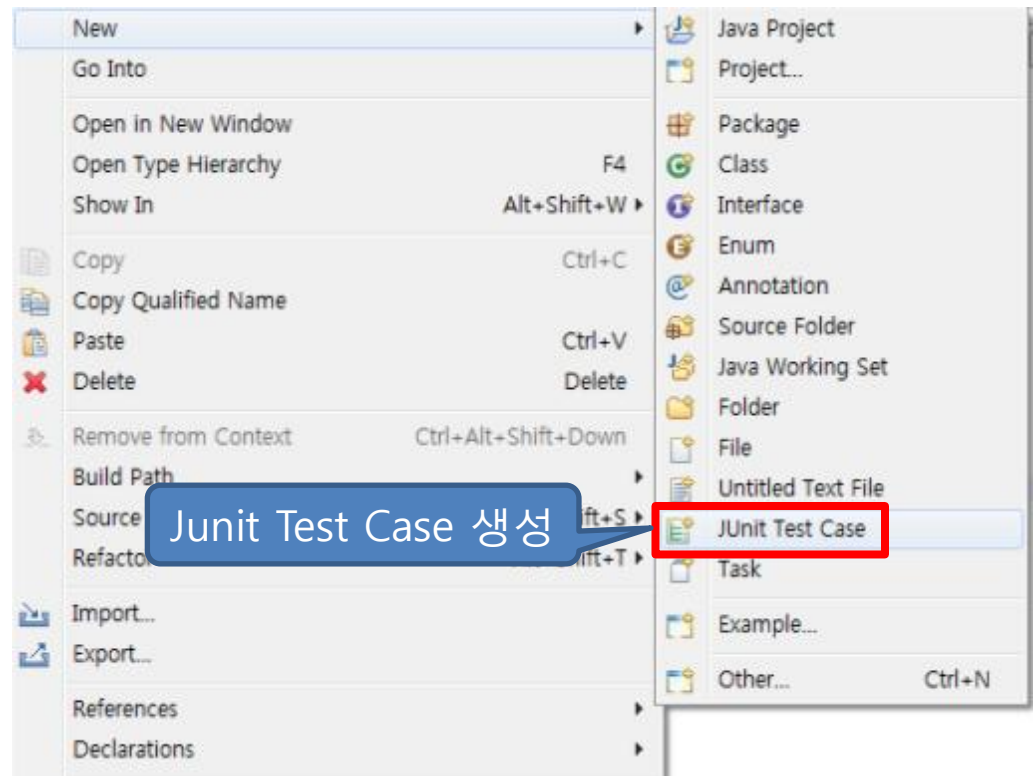 New
Go Into
Open in New Window
Open Type Hierarchy F4
Show In Alt+Shift+W
Copy Ctrl+C
Copy Qualified Name
Paste Ctrl+V
Delete Delete
Remove from Context Ctrl+Alt+Shift+Down
Build Path
Source ift+S
Refactor ift+T
Import...
Export...
References
Declarations
Junit Test Case 생성
Java Project
Project...
Package
Class
Interface
Enum
Annotation
Source Folder
Java Working Set
Folder
File
Untitled Text File
JUnit Test Case
Task
Example...
Other... Ctrl+N